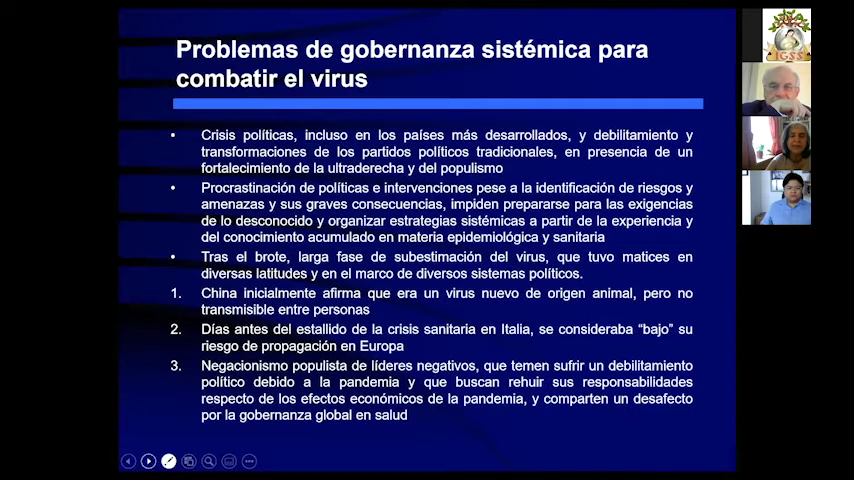 Problemas de gobernanza sistémica para
combatir el virus
• Crisis políticas, incluso en los países más desarrollados, y debilitamiento y
transformaciones de los partidos políticos tradicionales, en presencia de un
fortalecimiento de la ultraderecha y del populismo
• Procrastinación de políticas e intervenciones pese a la identificación de riesgos y
amenazas y sus graves consecuencias, impiden prepararse para las exigencias
de lo desconocido y organizar estrategias sistémicas a partir de la experiencia y
del conocimiento acumulado en materia epidemiológica y sanitaria
• Tras el brote, larga fase de subestimación del virus, que tuvo matices en
diversas latitudes y en el marco de diversos sistemas políticos.
1. China inicialmente afirma que era un virus nuevo de origen animal, pero no
transmisible entre personas
2. Días antes del estallido de la crisis sanitaria en Italia, se consideraba “bajo” su
riesgo de propagación en Europa
3. Negacionismo populista de líderes negativos, que temen sufrir un debilitamiento
político debido a la pandemia y que buscan rehuir sus responsabilidades
respecto de los efectos económicos de la pandemia, y comparten un desafecto
por la gobernanza global en salud
IGSS